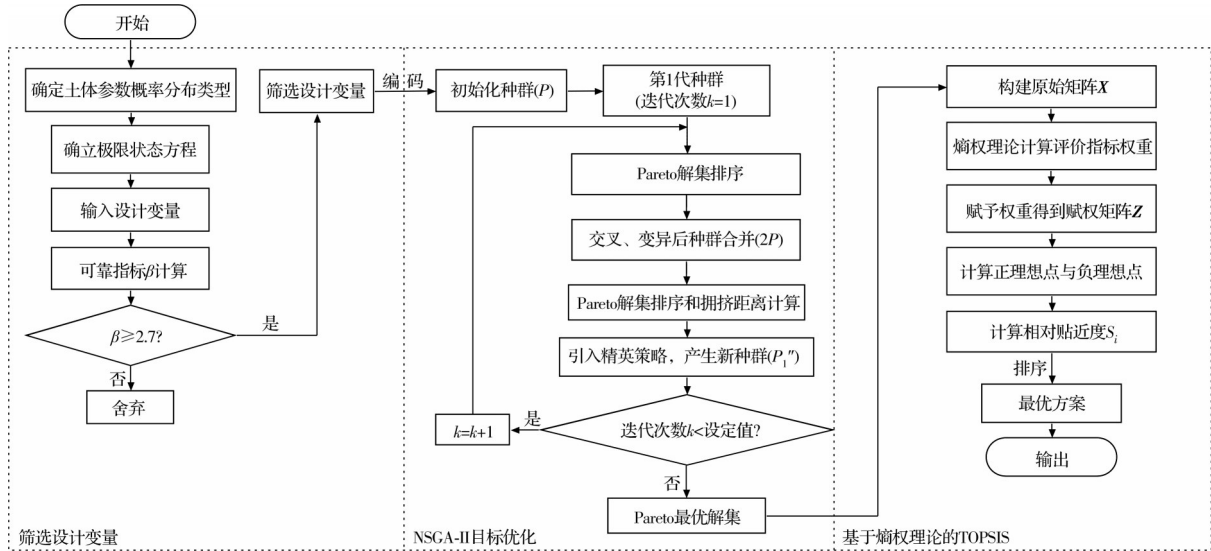 开始
确定土体参数概率分布类型
确立极限状态方程
输入设计变量
可靠指标β计算
β≥2.7?
是
否
舍弃
筛选设计变量
筛选设计变量
编码
初始化种群(P)
第1代种群
(迭代次数k=1)
Pareto解集排序
交叉、变异后种群合并(2P)
Pareto解集排序和拥挤距离计算
引入精英策略，产生新种群(P₁″)
迭代次数k<设定值?
是
k=k+1
否
Pareto最优解集
NSGA-II目标优化
构建原始矩阵X
熵权理论计算评价指标权重
赋予权重得到赋权矩阵Z
计算正理想点与负理想点
计算相对贴近度Sᵢ
排序
最优方案
输出
基于熵权理论的TOPSIS